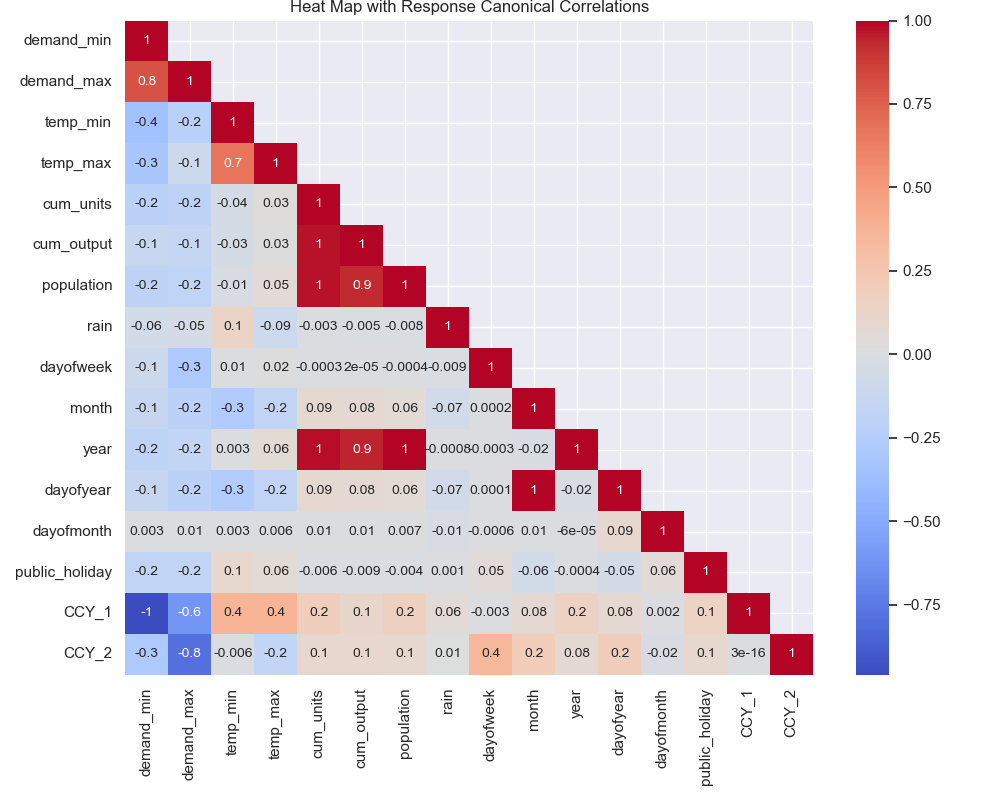 Heat Map with Response Canonical Correlations
demand_min 1
demand_max 0.8 1
temp_min -0.4 -0.2 1
temp_max -0.3 -0.1 0.7 1
cum_units -0.2 -0.2 -0.04 0.03 1
cum_output -0.1 -0.1 -0.03 0.03 1 1
population -0.2 -0.2 -0.01 0.05 1 0.9 1
rain -0.06 -0.05 0.1 -0.09 -0.003 -0.005 -0.008 1
dayofweek -0.1 -0.3 0.01 0.02 -0.0003 2e-05 -0.0004 -0.009 1
month -0.1 -0.2 -0.3 -0.2 0.09 0.08 0.06 -0.07 0.0002 1
year -0.2 -0.2 0.003 0.06 1 0.9 1 -0.0008 -0.0003 -0.02 1
dayofyear -0.1 -0.2 -0.3 -0.2 0.09 0.08 0.06 -0.07 0.0001 1 -0.02 1
dayofmonth 0.003 0.01 0.003 0.006 0.01 0.01 0.007 -0.01 -0.0006 0.01 -6e-05 0.09 1
public_holiday -0.2 -0.2 0.1 0.06 -0.006 -0.009 -0.004 0.001 0.05 -0.06 -0.0004 -0.05 0.06 1
CCY_1 -1 -0.6 0.4 0.4 0.2 0.1 0.2 0.06 -0.003 0.08 0.2 0.08 0.002 0.1 1
CCY_2 -0.3 -0.8 -0.006 -0.2 0.1 0.1 0.1 0.01 0.4 0.2 0.08 0.2 -0.02 0.1 3e-16 1
demand_min
demand_max
temp_min
temp_max
cum_units
cum_output
population
rain
dayofweek
month
year
dayofyear
dayofmonth
public_holiday
CCY_1
CCY_2
1.00
0.75
0.50
0.25
0.00
−0.25
−0.50
−0.75